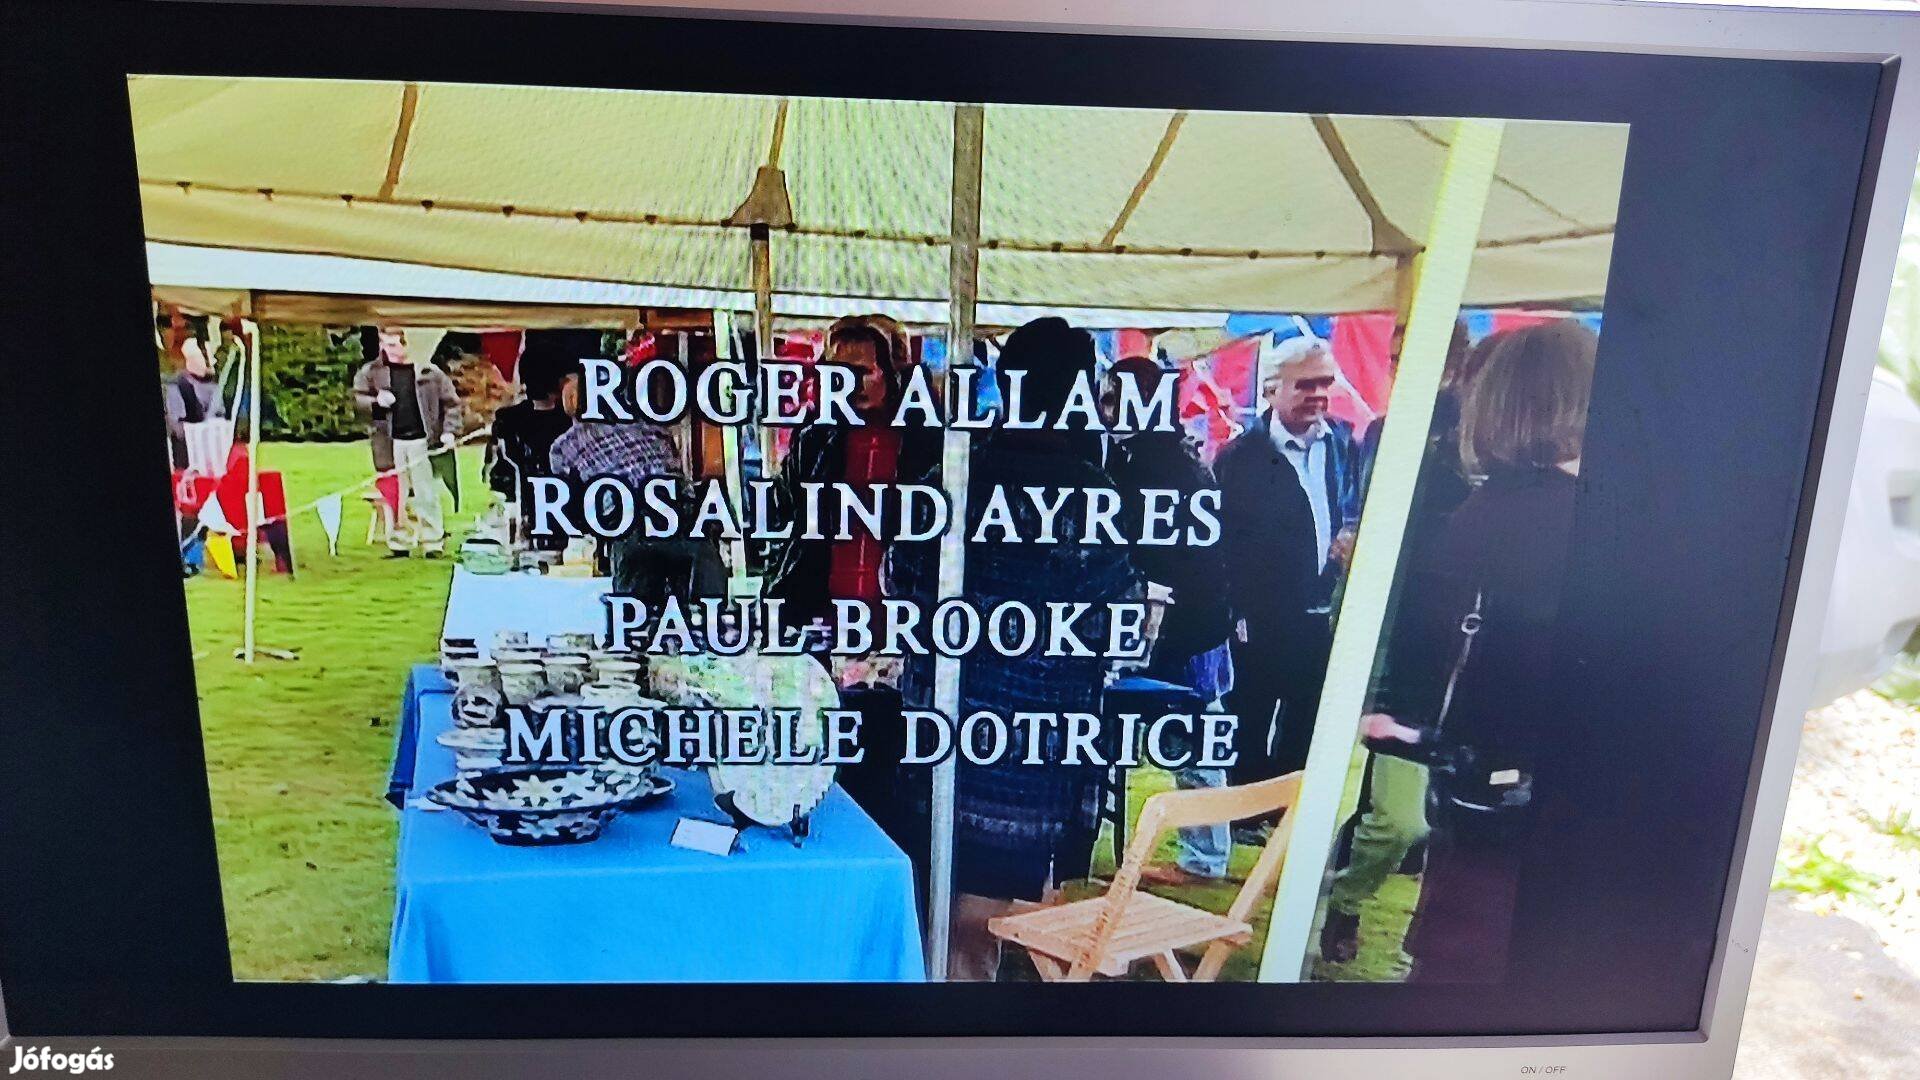 ROGER ALLAM
ROSALIND AYRES
PAUL BROOKE
MICHELE DOTRICE
Jófogás
ON / OFF